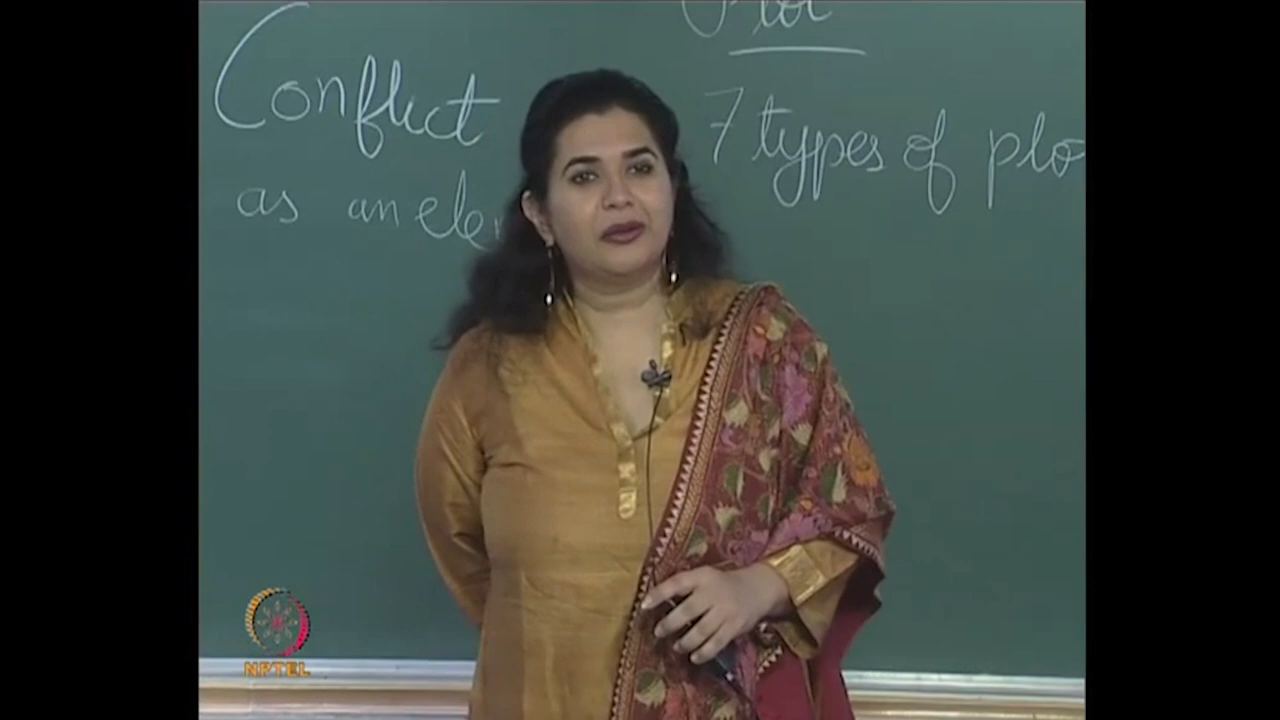 Conflict
as an ele
Plot
7 types of plo
NPTEL